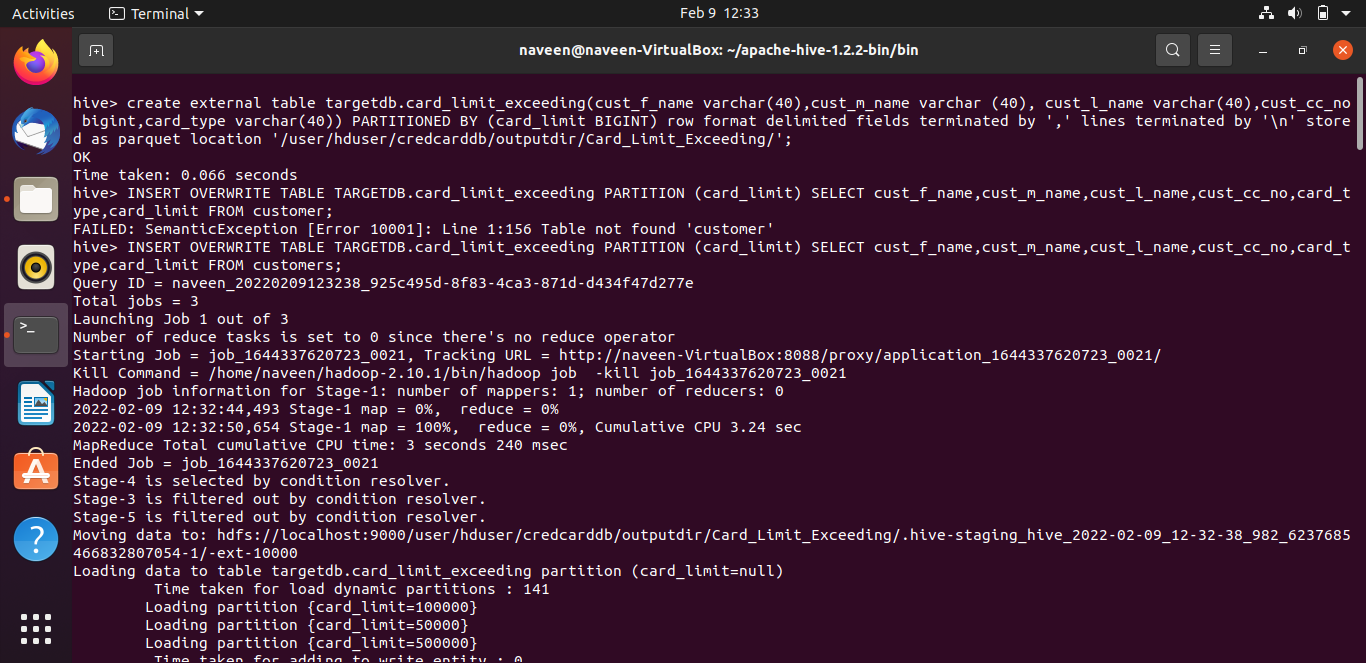 Activities Terminal Feb 9 12:33
naveen@naveen-VirtualBox: ~/apache-hive-1.2.2-bin/bin
hive> create external table targetdb.card_limit_exceeding(cust_f_name varchar(40),cust_m_name varchar (40), cust_l_name varchar(40),cust_cc_no
 bigint,card_type varchar(40)) PARTITIONED BY (card_limit BIGINT) row format delimited fields terminated by ',' lines terminated by '\n' store
d as parquet location '/user/hduser/credcarddb/outputdir/Card_Limit_Exceeding/';
OK
Time taken: 0.066 seconds
hive> INSERT OVERWRITE TABLE TARGETDB.card_limit_exceeding PARTITION (card_limit) SELECT cust_f_name,cust_m_name,cust_l_name,cust_cc_no,card_t
ype,card_limit FROM customer;
FAILED: SemanticException [Error 10001]: Line 1:156 Table not found 'customer'
hive> INSERT OVERWRITE TABLE TARGETDB.card_limit_exceeding PARTITION (card_limit) SELECT cust_f_name,cust_m_name,cust_l_name,cust_cc_no,card_t
ype,card_limit FROM customers;
Query ID = naveen_20220209123238_925c495d-8f83-4ca3-871d-d434f47d277e
Total jobs = 3
Launching Job 1 out of 3
Number of reduce tasks is set to 0 since there's no reduce operator
Starting Job = job_1644337620723_0021, Tracking URL = http://naveen-VirtualBox:8088/proxy/application_1644337620723_0021/
Kill Command = /home/naveen/hadoop-2.10.1/bin/hadoop job  -kill job_1644337620723_0021
Hadoop job information for Stage-1: number of mappers: 1; number of reducers: 0
2022-02-09 12:32:44,493 Stage-1 map = 0%,  reduce = 0%
2022-02-09 12:32:50,654 Stage-1 map = 100%,  reduce = 0%, Cumulative CPU 3.24 sec
MapReduce Total cumulative CPU time: 3 seconds 240 msec
Ended Job = job_1644337620723_0021
Stage-4 is selected by condition resolver.
Stage-3 is filtered out by condition resolver.
Stage-5 is filtered out by condition resolver.
Moving data to: hdfs://localhost:9000/user/hduser/credcarddb/outputdir/Card_Limit_Exceeding/.hive-staging_hive_2022-02-09_12-32-38_982_6237685
466832807054-1/-ext-10000
Loading data to table targetdb.card_limit_exceeding partition (card_limit=null)
         Time taken for load dynamic partitions : 141
        Loading partition {card_limit=100000}
        Loading partition {card_limit=50000}
        Loading partition {card_limit=500000}
         Time taken for adding to write entity : 0